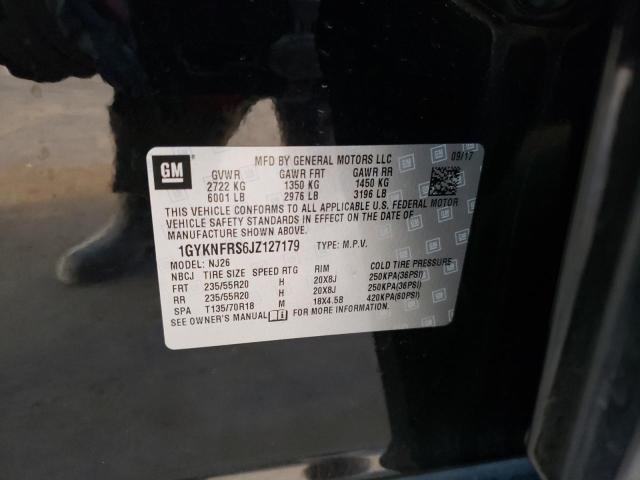 GM
MFD BY GENERAL MOTORS LLC 09/17
GVWR GAWR FRT GAWR RR
2722 KG 1350 KG 1450 KG
6001 LB 2976 LB 3196 LB
THIS VEHICLE CONFORMS TO ALL APPLICABLE U.S. FEDERAL MOTOR
VEHICLE SAFETY STANDARDS IN EFFECT ON THE DATE OF
MANUFACTURE SHOWN ABOVE.
1GYKNFRS6JZ127179 TYPE: M.P.V.
MODEL: NJ26
NBCJ TIRE SIZE SPEED RTG RIM COLD TIRE PRESSURE
FRT 235/55R20 H 20X8J 250KPA(36PSI)
RR 235/55R20 H 20X8J 250KPA(36PSI)
SPA T135/70R18 M 18X4.5B 420KPA(60PSI)
SEE OWNER'S MANUAL FOR MORE INFORMATION.